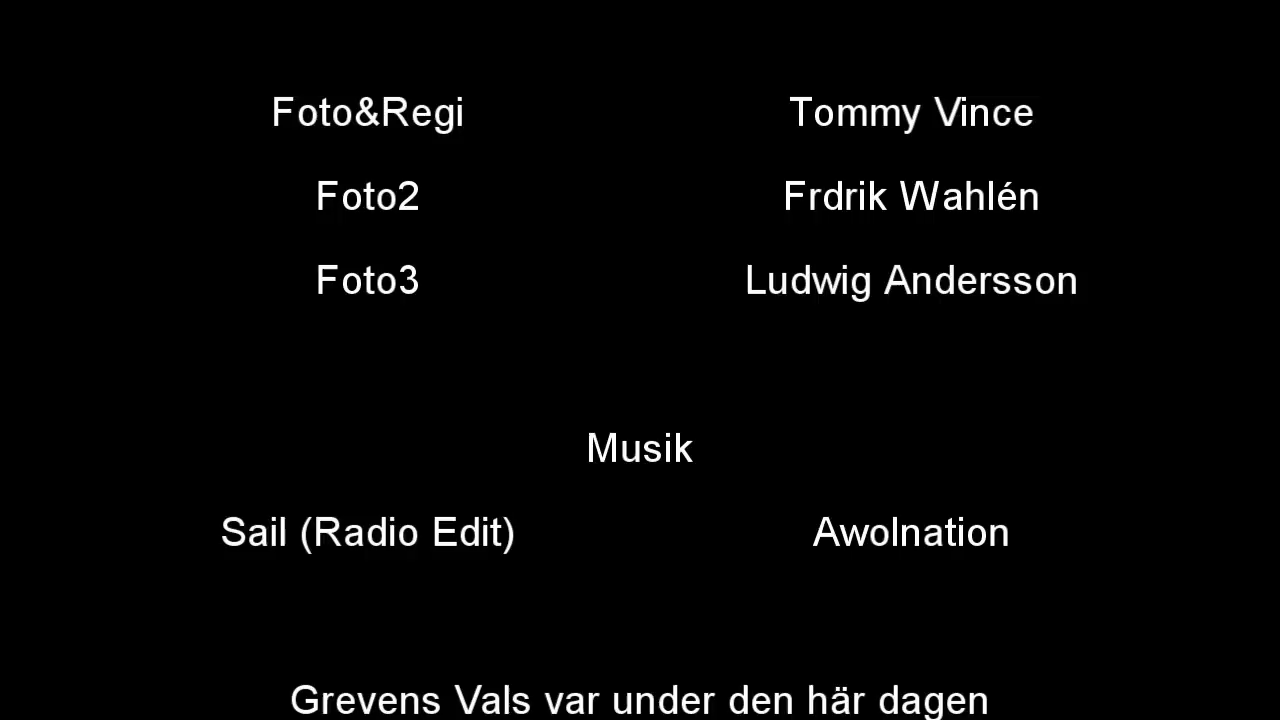 Foto&Regi Tommy Vince
Foto2 Frdrik Wahlén
Foto3 Ludwig Andersson
Musik
Sail (Radio Edit) Awolnation
Grevens Vals var under den här dagen